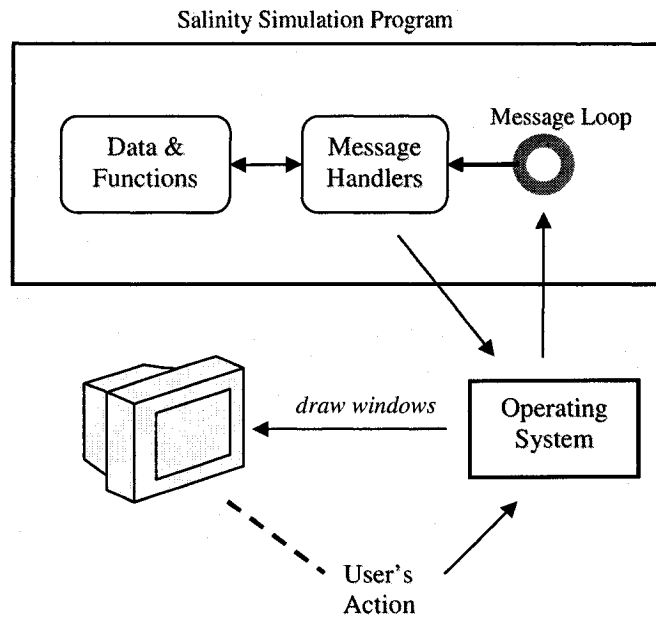 Salinity Simulation Program
Message Loop
Data &
Functions
Message
Handlers
draw windows
Operating
System
User's
Action